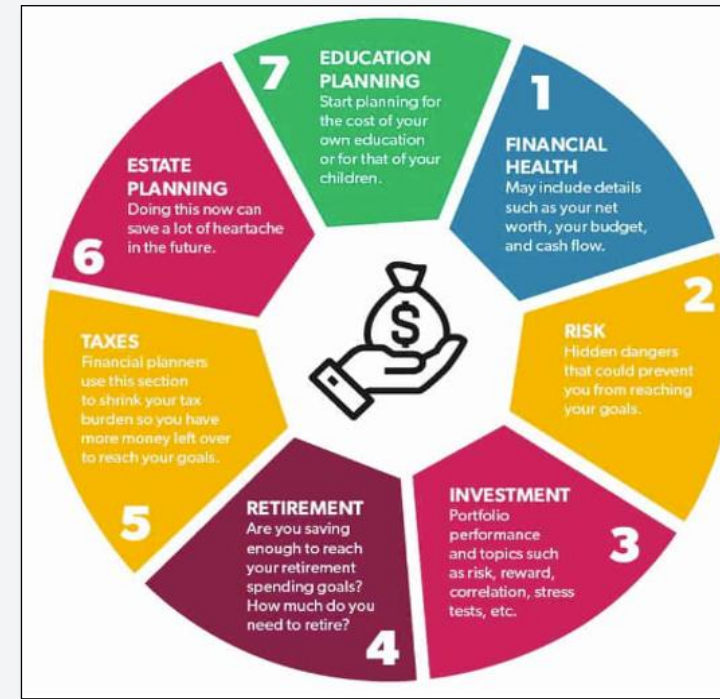 1
FINANCIAL
HEALTH
May include details
such as your net
worth, your budget,
and cash flow.
2
RISK
Hidden dangers
that could prevent
you from reaching
your goals.
3
INVESTMENT
Portfolio
performance
and topics such
as risk, reward,
correlation, stress
tests, etc.
4
RETIREMENT
Are you saving
enough to reach
your retirement
spending goals?
How much do you
need to retire?
5
TAXES
Financial planners
use this section
to shrink your tax
burden so you have
more money left over
to reach your goals.
6
ESTATE
PLANNING
Doing this now can
save a lot of heartache
in the future.
7
EDUCATION
PLANNING
Start planning for
the cost of your
own education
or for that of your
children.
$